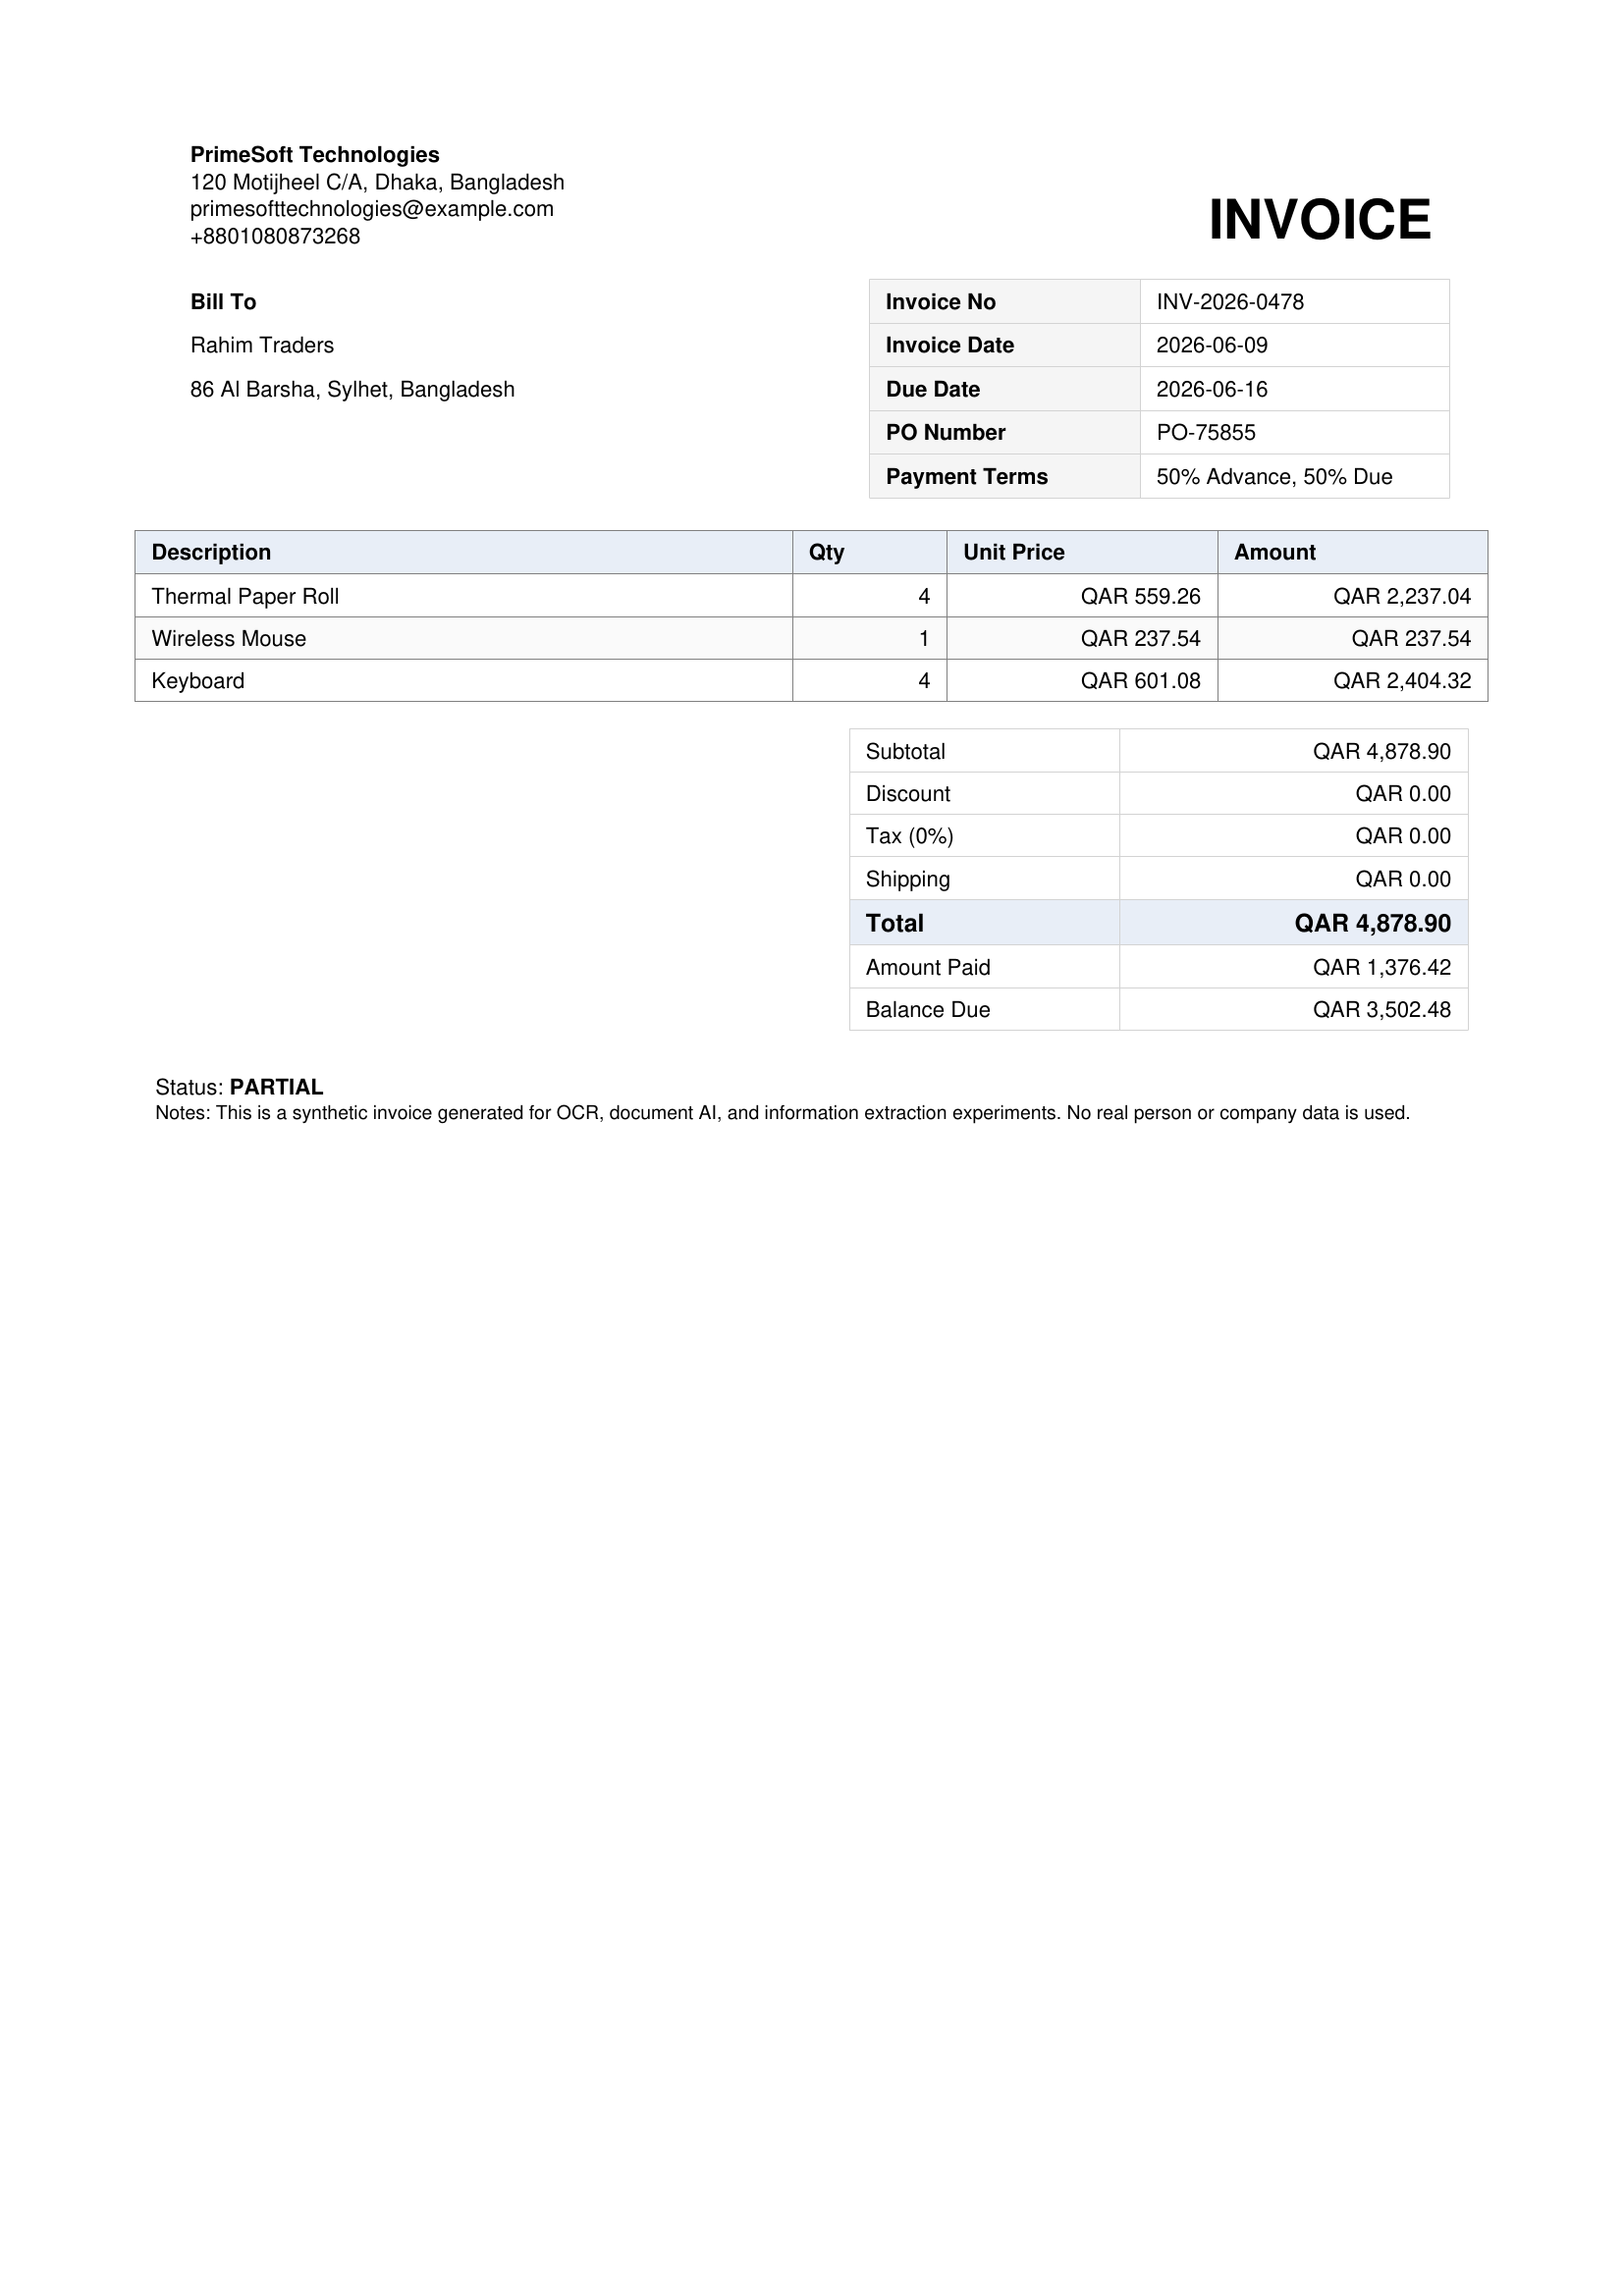 PrimeSoft Technologies
120 Motijheel C/A, Dhaka, Bangladesh
primesofttechnologies@example.com
+8801080873268
INVOICE
Bill To
Rahim Traders
86 Al Barsha, Sylhet, Bangladesh
Invoice No INV-2026-0478
Invoice Date 2026-06-09
Due Date 2026-06-16
PO Number PO-75855
Payment Terms 50% Advance, 50% Due
Description Qty Unit Price Amount
Thermal Paper Roll 4 QAR 559.26 QAR 2,237.04
Wireless Mouse 1 QAR 237.54 QAR 237.54
Keyboard 4 QAR 601.08 QAR 2,404.32
Subtotal QAR 4,878.90
Discount QAR 0.00
Tax (0%) QAR 0.00
Shipping QAR 0.00
Total QAR 4,878.90
Amount Paid QAR 1,376.42
Balance Due QAR 3,502.48
Status: PARTIAL
Notes: This is a synthetic invoice generated for OCR, document AI, and information extraction experiments. No real person or company data is used.